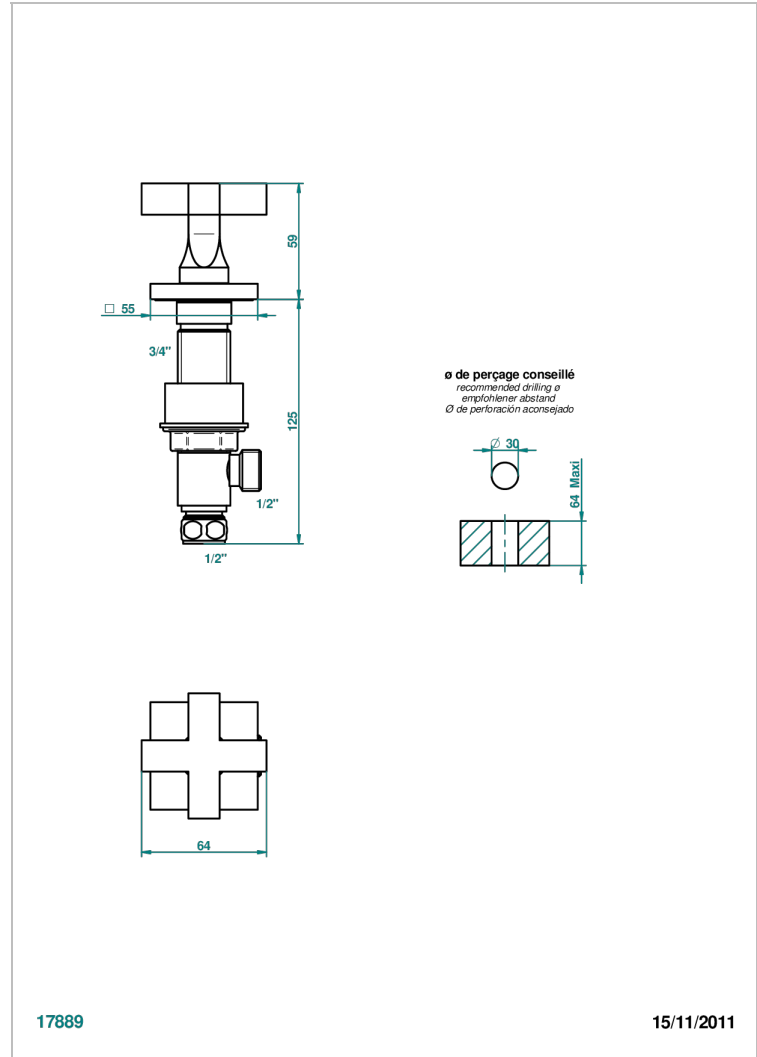 59
□ 55
3/4"
125
1/2"
1/2"
ø de perçage conseillé
recommended drilling ø
empfohlener abstand
Ø de perforación aconsejado
∅ 30
64 Maxi
64
17889
15/11/2011